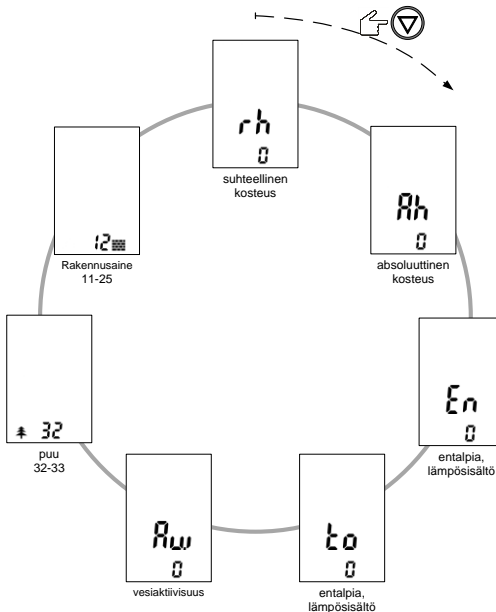 rh
0
suhteellinen
kosteus
Ah
0
absoluuttinen
kosteus
En
0
entalpia,
lämpösisältö
to
0
entalpia,
lämpösisältö
Aw
0
vesiaktiivisuus
32
puu
32-33
12
Rakennusaine
11-25